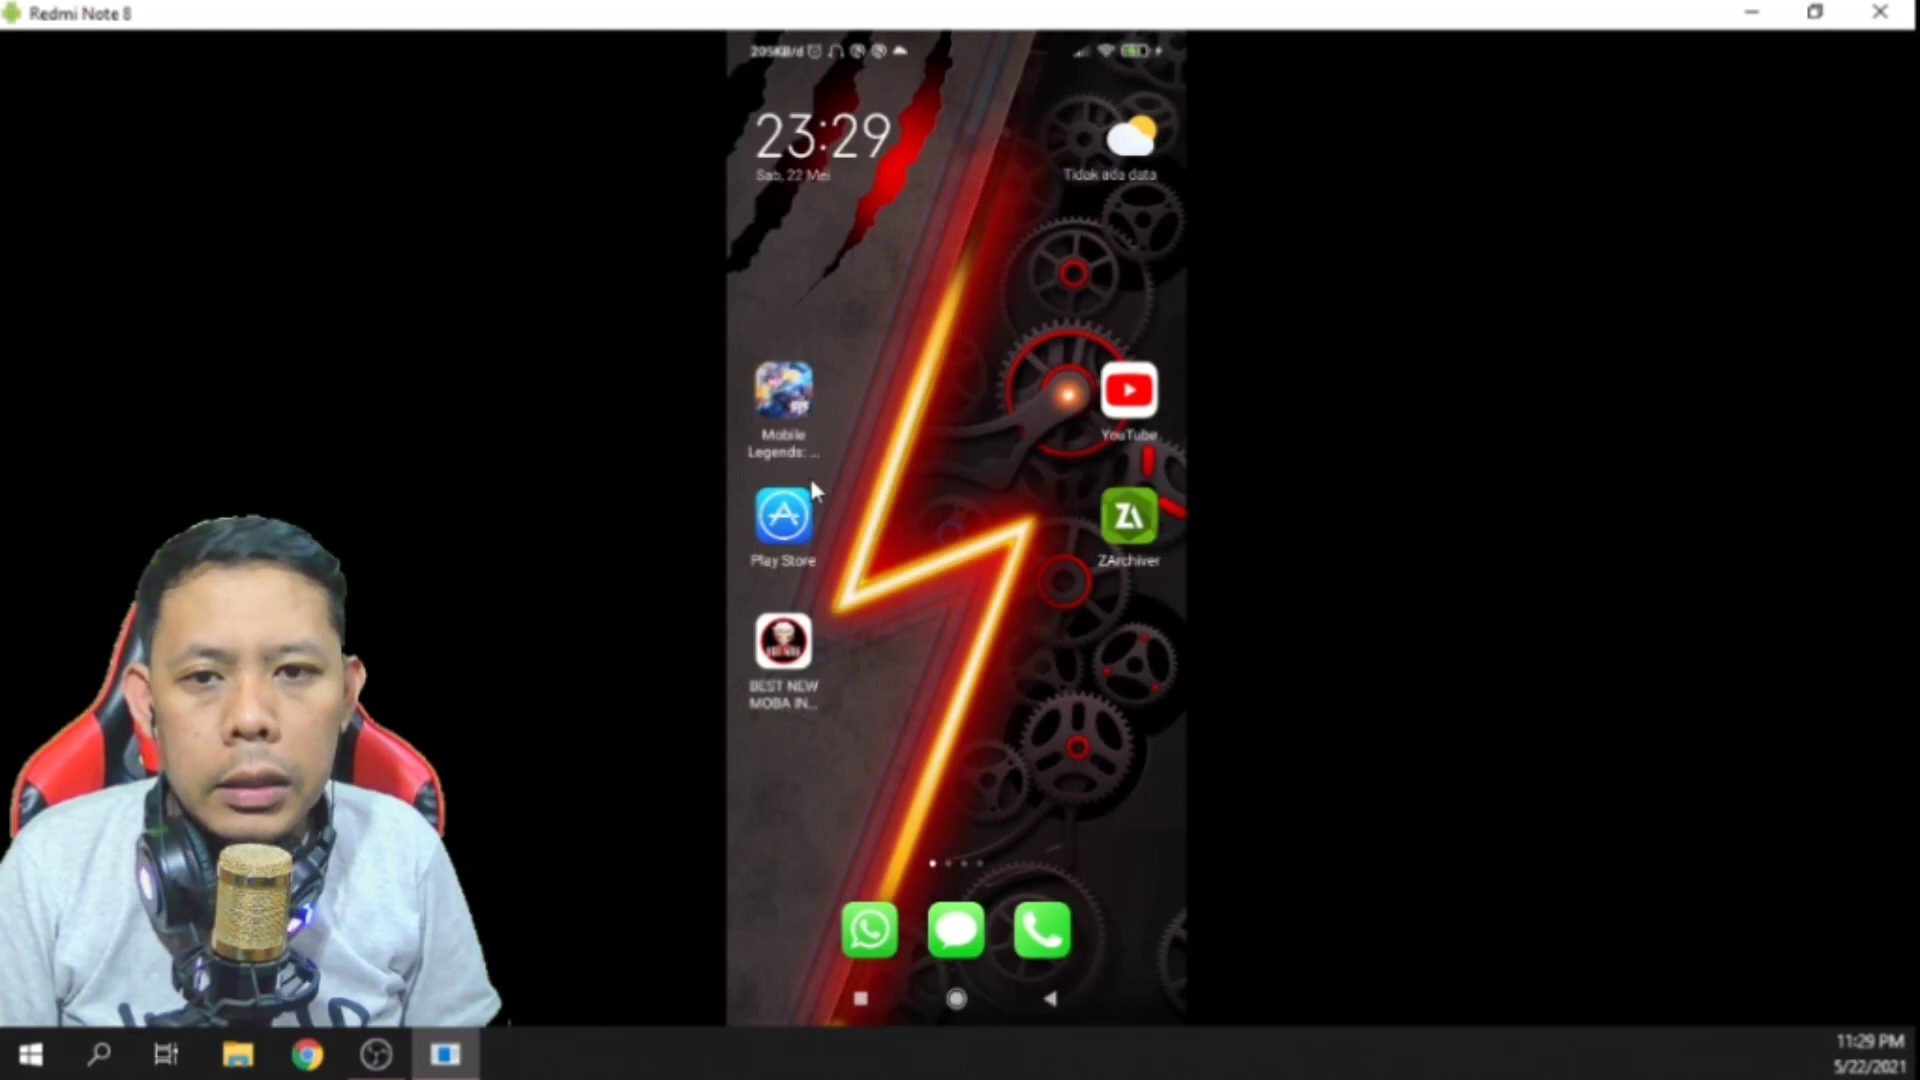 Redmi Note 8
205KB/d
23:29
Sab, 22 Mei
Tidak ada data
Mobile
Legends: ...
YouTube
Play Store
ZArchiver
BEST NEW
MOBA IN...
11:29 PM
5/22/2021